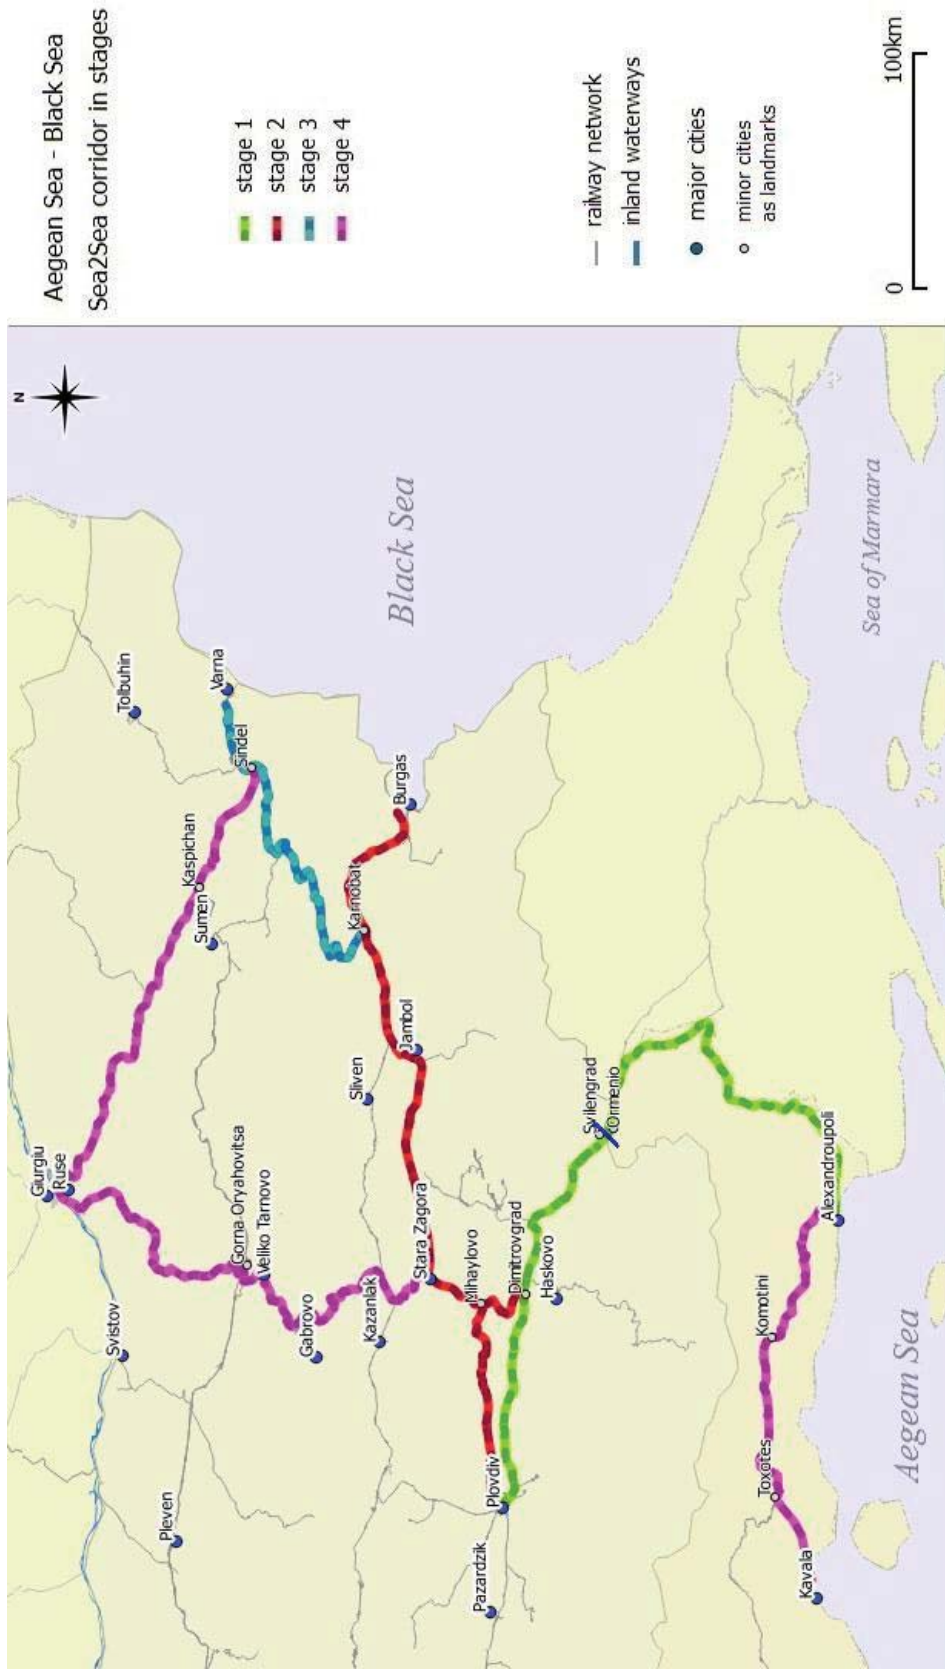 Aegean Sea - Black Sea
Sea2Sea corridor in stages
stage 1
stage 2
stage 3
stage 4
railway network
inland waterways
major cities
minor cities
as landmarks
0
100km
N
Giurgiu
Ruse
Svistov
Pleven
Gorna Oryahovitsa
Veliko Tarnovo
Gabrovo
Kazanlak
Tolbuhin
Varna
Sindel
Kaspichan
Sumen
Burgas
Karnobat
Jambol
Sliven
Stara Zagora
Mihaylovo
Dimitrovgrad
Haskovo
Plovdiv
Pazardzik
Svilengrad
Ormenio
Alexandroupoli
Komotini
Toxotes
Kavala
Black Sea
Sea of Marmara
Aegean Sea